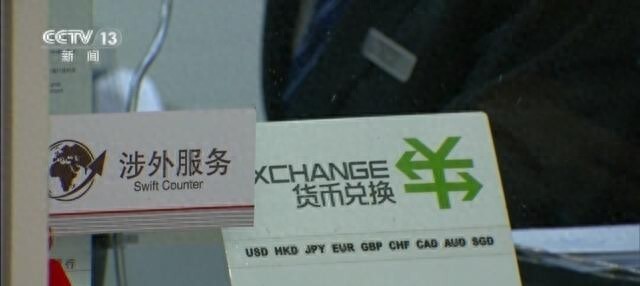 CCTV 13
新闻
涉外服务
Swift Counter
XCHANGE
货币兑换
USD HKD JPY EUR GBP CHF CAD AUD SGD
行